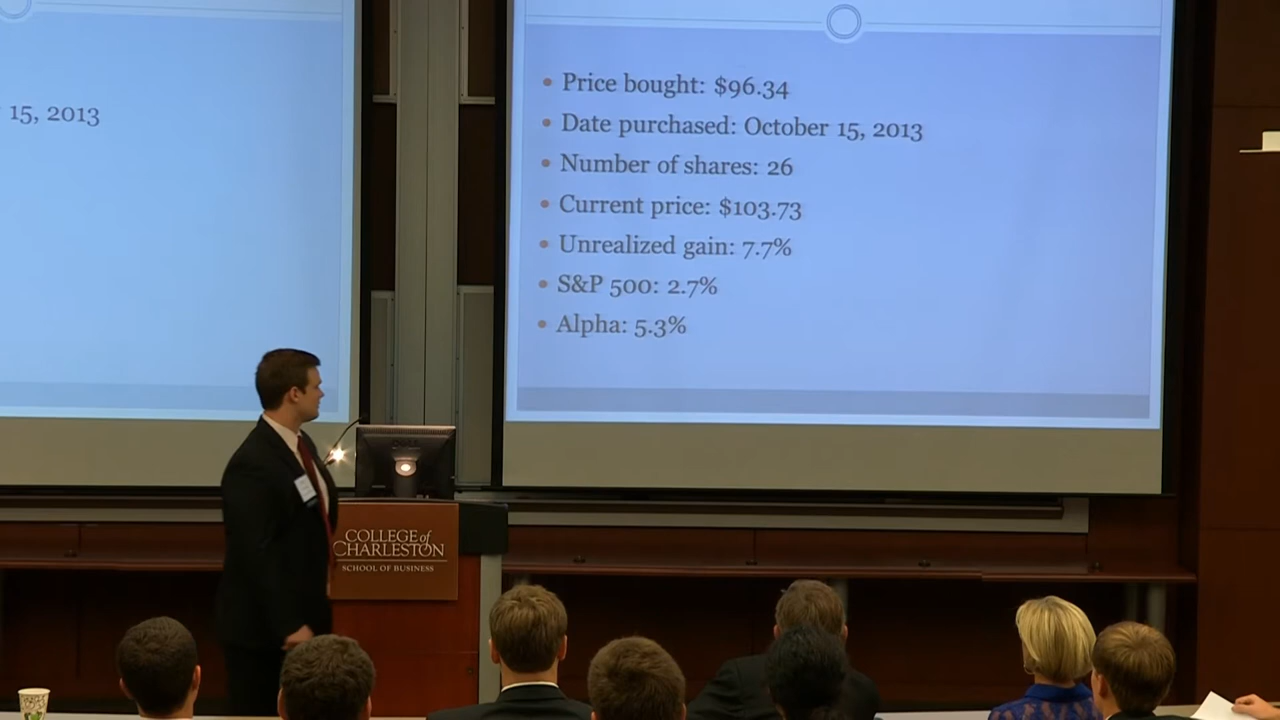 15, 2013
• Price bought: $96.34
• Date purchased: October 15, 2013
• Number of shares: 26
• Current price: $103.73
• Unrealized gain: 7.7%
• S&P 500: 2.7%
• Alpha: 5.3%
DELL
COLLEGE of
CHARLESTON
SCHOOL OF BUSINESS